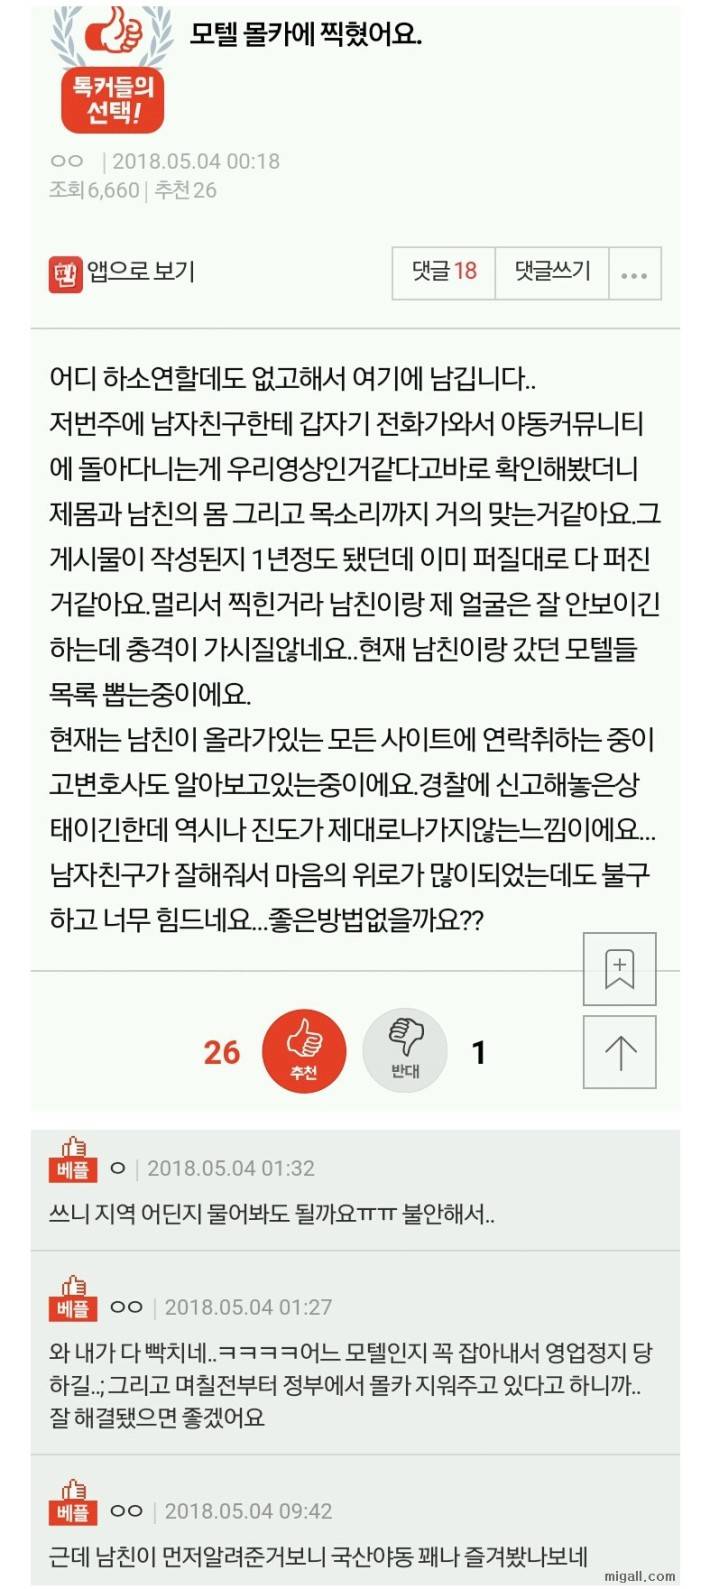 모텔 몰카에 찍혔어요.
톡커들의
선택!
ㅇㅇ | 2018.05.04 00:18
조회 6,660 | 추천 26
판 앱으로 보기
댓글 18 댓글쓰기 ...
어디 하소연할데도 없고해서 여기에 남깁니다..
저번주에 남자친구한테 갑자기 전화가와서 야동커뮤니티
에 돌아다니는게 우리영상인거같다고바로 확인해봤더니
제몸과 남친의 몸 그리고 목소리까지 거의 맞는거같아요.그
게시물이 작성된지 1년정도 됐던데 이미 퍼질대로 다 퍼진
거같아요.멀리서 찍힌거라 남친이랑 제 얼굴은 잘 안보이긴
하는데 충격이 가시질않네요..현재 남친이랑 갔던 모텔들
목록 뽑는중이에요.
현재는 남친이 올라가있는 모든 사이트에 연락취하는 중이
고변호사도 알아보고있는중이에요.경찰에 신고해놓은상
태이긴한데 역시나 진도가 제대로나가지않는느낌이에요...
남자친구가 잘해줘서 마음의 위로가 많이되었는데도 불구
하고 너무 힘드네요...좋은방법없을까요??
26 추천 반대 1
베플 ㅇ | 2018.05.04 01:32
쓰니 지역 어딘지 물어봐도 될까요ㅠㅠ 불안해서..
베플 ㅇㅇ | 2018.05.04 01:27
와 내가 다 빡치네..ㅋㅋㅋㅋ어느 모텔인지 꼭 잡아내서 영업정지 당
하길..; 그리고 며칠전부터 정부에서 몰카 지워주고 있다고 하니까..
잘 해결됐으면 좋겠어요
베플 ㅇㅇ | 2018.05.04 09:42
근데 남친이 먼저알려준거보니 국산야동 꽤나 즐겨봤나보네
migall.com